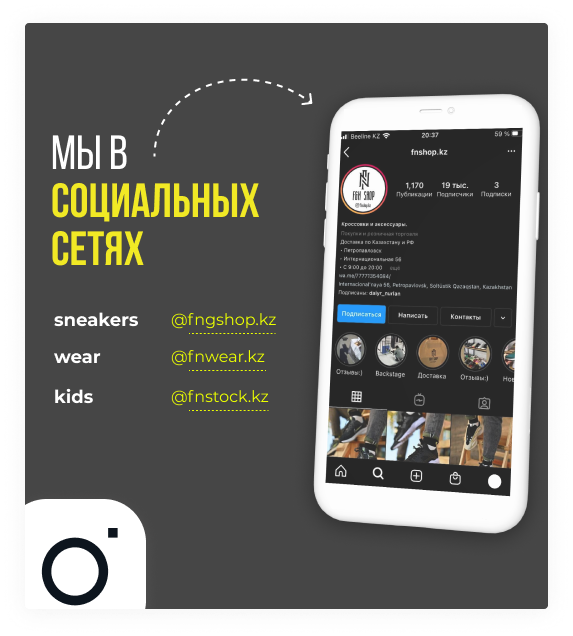 МЫ В
СОЦИАЛЬНЫХ
СЕТЯХ
sneakers @fngshop.kz
wear @fnwear.kz
kids @fnstock.kz
Beeline KZ 20:37 59 %
fnshop.kz
FGN SHOP
1,170 19 тыс. 3
Публикации Подписчики Подписки
Кроссовки и аксессуары.
Покупки и розничная торговля
Доставка по Казахстану и РФ
• Петропавловск
• Интернациональная 56
• С 9:00 до 20:00 ещё
wa.me/77771354384/
Internacional'naya 56, Petropavlovsk, Soltüstik Qazaqstan, Kazakhstan
Подписаны: daiyr_nurlan
Подписаться Написать Контакты
Отзывы:) Backstage Доставка Отзывы:) Нов